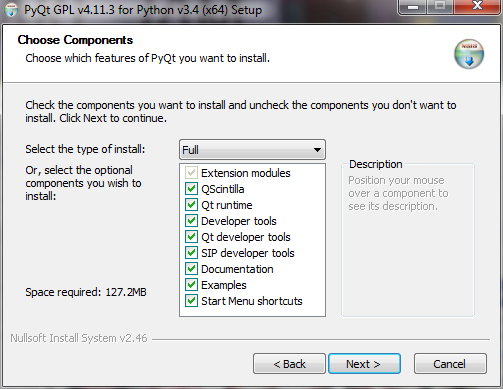 PyQt GPL v4.11.3 for Python v3.4 (x64) Setup
Choose Components
Choose which features of PyQt you want to install.
Check the components you want to install and uncheck the components you don't want to
install. Click Next to continue.
Select the type of install:
Full
Or, select the optional
components you wish to
install:
Extension modules
QScintilla
Qt runtime
Developer tools
Qt developer tools
SIP developer tools
Documentation
Examples
Start Menu shortcuts
Description
Position your mouse
over a component to
see its description.
Space required: 127.2MB
Nullsoft Install System v2.46
< Back
Next >
Cancel